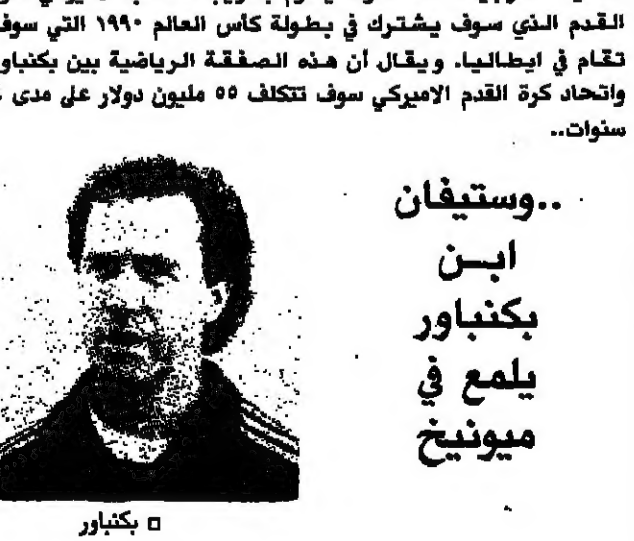 القدم الذي سوف يشترك في بطولة كأس العالم ١٩٩٠ التي سوف
تقام في ايطاليا. ويقال أن هذه الصفقة الرياضية بين بكنباو
واتحاد كرة القدم الاميركي سوف تتكلف ٥٥ مليون دولار على مدى
سنوات..
..وستيفان
ابن
بكنباور
يلمع في
ميونيخ
□ بكنباور